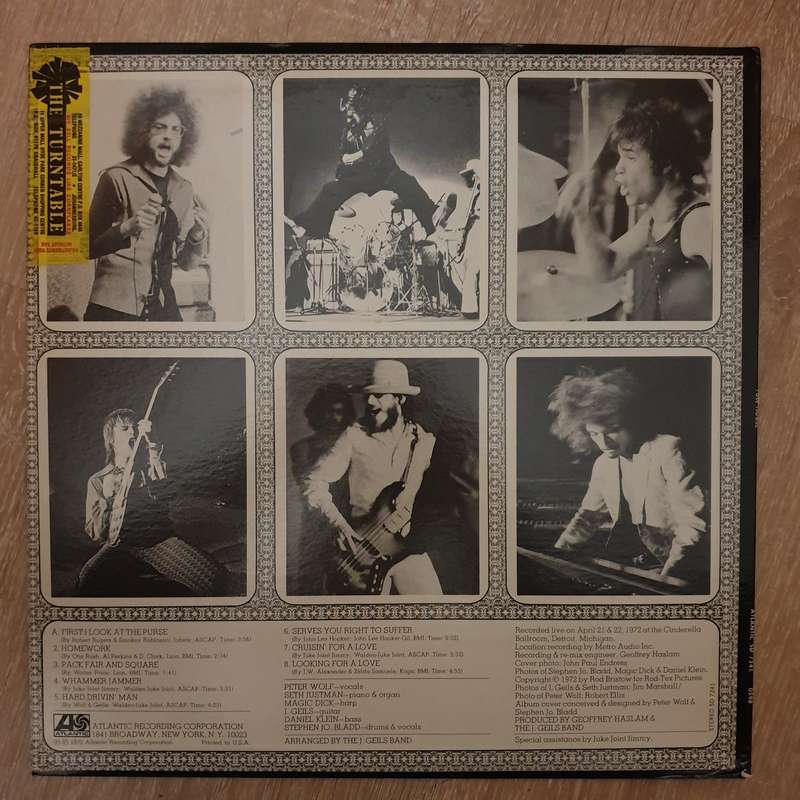 THE TURNTABLE
A. FIRST I LOOK AT THE PURSE
(By Robert Rogers & Smokey Robinson; Jobete; ASCAP. Time: 3:56)
2. HOMEWORK
(By Otis Rush, Al Perkins & D. Clark; Lion, BMI. Time: 2:34)
3. PACK FAIR AND SQUARE
(By: Walter Price; Lion, BMI. Time: 1:41)
4. WHAMMER JAMMER
(By Juke Joint Jimmy; Walden-Juke Joint, ASCAP. Time: 3:31)
5. HARD DRIVIN' MAN
(By Wolf & Geils; Walden-Juke Joint, ASCAP. Time: 4:23)
ATLANTIC
ATLANTIC RECORDING CORPORATION
1841 BROADWAY, NEW YORK, N.Y. 10023
1972 Atlantic Recording Corporation Printed in U.S.A.
6. SERVES YOU RIGHT TO SUFFER
(By John Lee Hooker; John Lee Hooker BMI. Time: 9:32)
7. CRUISIN' FOR A LOVE
(By Juke Joint Jimmy; Walden-Juke Joint, ASCAP. Time: 3:32)
8. LOOKING FOR A LOVE
(By J.W. Alexander & Zelda Samuels; Kags; BMI. Time: 4:55)
PETER WOLF—vocals
SETH JUSTMAN—piano & organ
MAGIC DICK—harp
J. GEILS—guitar
DANIEL KLEIN—bass
STEPHEN JO. BLADD—drums & vocals
ARRANGED BY THE J. GEILS BAND
Recorded live on April 21 & 22, 1972 at the Cinderella
Ballroom, Detroit, Michigan.
Location recording by Metro Audio Inc.
Recording & re-mix engineer: Geoffrey Haslam
Cover photo: John Paul Endress
Photos of Stephen Jo. Bladd, Magic Dick & Daniel Klein,
Copyright © 1972 by Rod Bristow for Rod-Tex Pictures
Photos of J. Geils & Seth Justman: Jim Marshall/
Photo of Peter Wolf: Robert Ellis
Album cover conceived & designed by Peter Wolf &
Stephen Jo. Bladd
PRODUCED BY GEOFFREY HASLAM &
THE J. GEILS BAND
Special assistance by Juke Joint Jimmy.
STEREO SD 7241